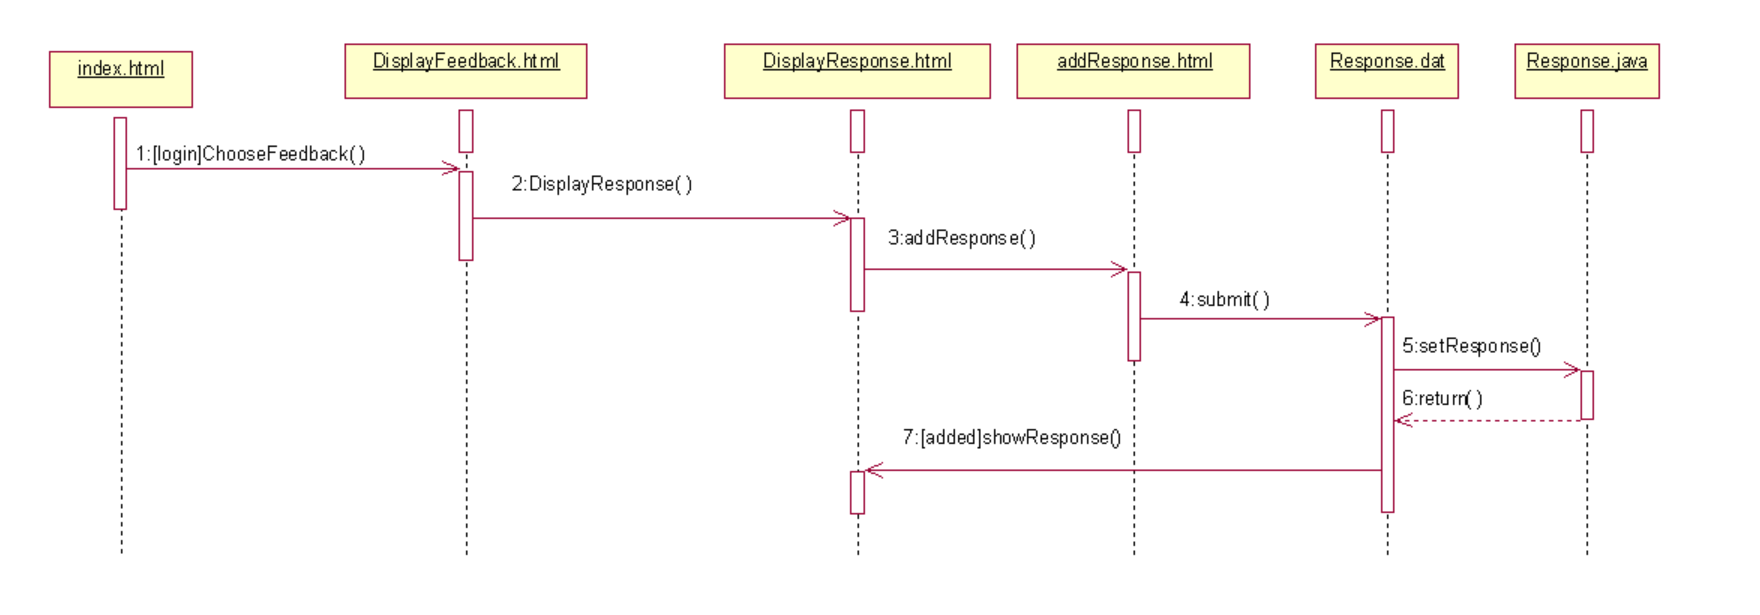 index.html
DisplayFeedback.html
DisplayResponse.html
addResponse.html
Response.dat
Response.java
1:[login]ChooseFeedback( )
2:DisplayResponse( )
3:addResponse( )
4:submit( )
5:setResponse()
6:return( )
7:[added]showResponse()